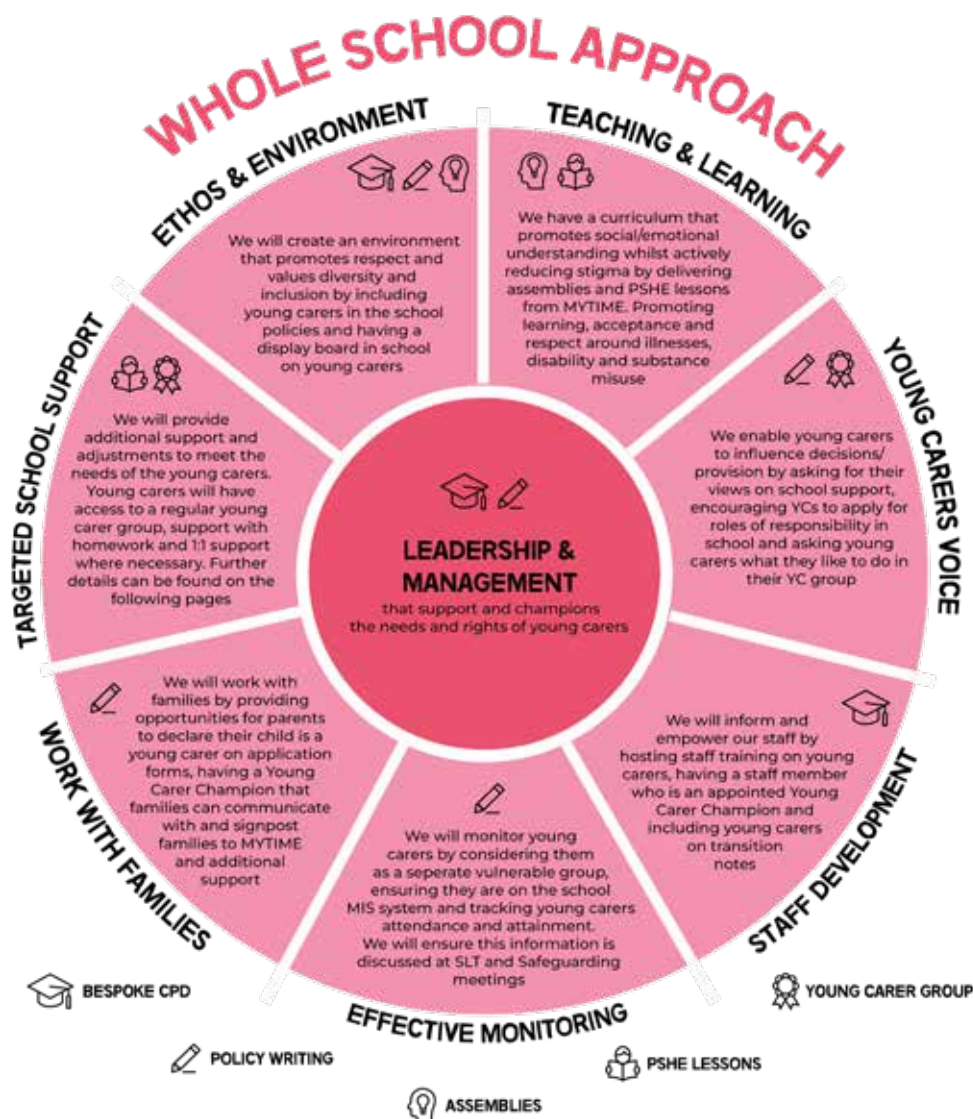 WHOLE SCHOOL APPROACH
ETHOS & ENVIRONMENT
We will create an environment
that promotes respect and
values diversity and
inclusion by including
young carers in the school
policies and having a
display board in school
on young carers
TEACHING & LEARNING
We have a curriculum that
promotes social/emotional
understanding whilst actively
reducing stigma by delivering
assemblies and PSHE lessons
from MYTIME. Promoting
learning, acceptance and
respect around illnesses,
disability and substance
misuse
YOUNG CARERS VOICE
We enable young carers
to influence decisions/
provision by asking for their
views on school support,
encouraging YCs to apply for
roles of responsibility in
school and asking young
carers what they like to do in
their YC group
STAFF DEVELOPMENT
We will inform and
empower our staff by
hosting staff training on young
carers, having a staff member
who is an appointed Young
Carer Champion and
including young carers
on transition
notes
EFFECTIVE MONITORING
We will monitor young
carers by considering them
as a seperate vulnerable group,
ensuring they are on the school
MIS system and tracking young carers
attendance and attainment.
We will ensure this information is
discussed at SLT and Safeguarding
meetings
WORK WITH FAMILIES
We will work with
families by providing
opportunities for parents
to declare their child is a
young carer on application
forms, having a Young
Carer Champion that
families can communicate
with and signpost
families to MYTIME
and additional
support
TARGETED SCHOOL SUPPORT
We will provide
additional support and
adjustments to meet the
needs of the young carers.
Young carers will have
access to a regular young
carer group, support with
homework and 1:1 support
where necessary. Further
details can be found on the
following pages
LEADERSHIP &
MANAGEMENT
that support and champions
the needs and rights of young carers
BESPOKE CPD
POLICY WRITING
ASSEMBLIES
PSHE LESSONS
YOUNG CARER GROUP